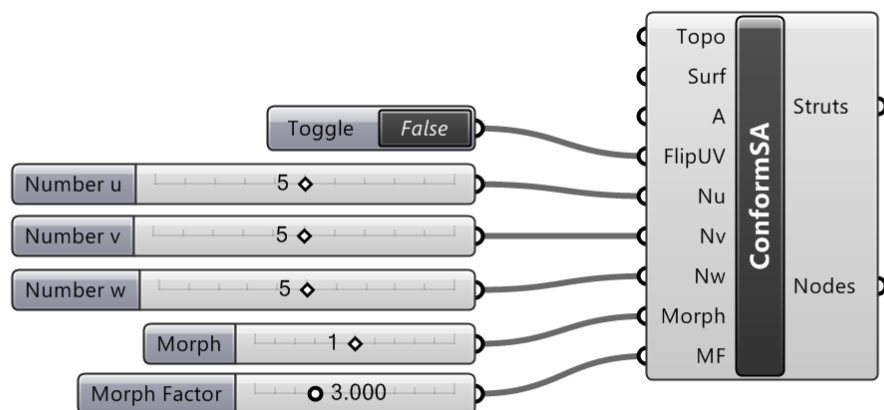 Topo
Surf
A
FlipUV
Nu
Nv
Nw
Morph
MF
ConformSA
Struts
Nodes
Toggle False
Number u 5
Number v 5
Number w 5
Morph 1
Morph Factor 3.000